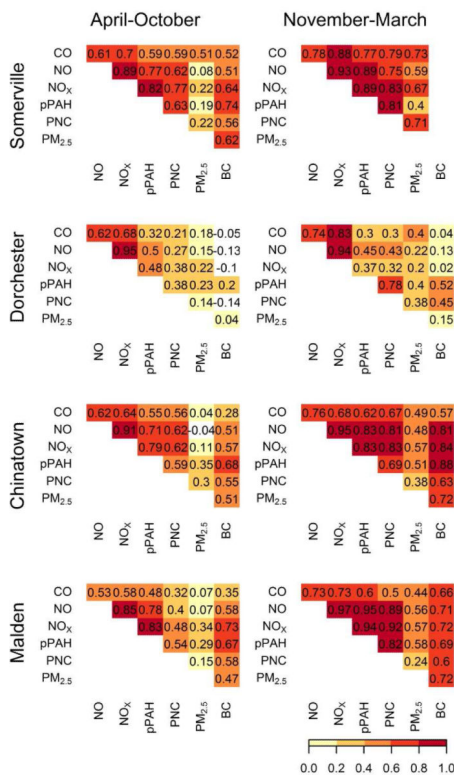 April-October November-March
Somerville
CO 0.61 0.7 0.59 0.59 0.51 0.52
NO 0.89 0.77 0.62 0.08 0.51
NOX 0.82 0.77 0.22 0.64
pPAH 0.63 0.19 0.74
PNC 0.22 0.56
PM2.5 0.62
NO NOX pPAH PNC PM2.5 BC
CO 0.78 0.88 0.77 0.79 0.73
NO 0.93 0.89 0.75 0.59
NOX 0.89 0.83 0.67
pPAH 0.81 0.4
PNC 0.71
PM2.5
NO NOX pPAH PNC PM2.5 BC
Dorchester
CO 0.62 0.68 0.32 0.21 0.18 -0.05
NO 0.95 0.5 0.27 0.15 -0.13
NOX 0.48 0.38 0.22 -0.1
pPAH 0.38 0.23 0.2
PNC 0.14 -0.14
PM2.5 0.04
NO NOX pPAH PNC PM2.5 BC
CO 0.74 0.83 0.3 0.3 0.4 0.04
NO 0.94 0.45 0.43 0.22 0.13
NOX 0.37 0.32 0.2 0.02
pPAH 0.78 0.4 0.52
PNC 0.38 0.45
PM2.5 0.15
NO NOX pPAH PNC PM2.5 BC
Chinatown
CO 0.62 0.64 0.55 0.56 0.04 0.28
NO 0.91 0.71 0.62 -0.04 0.51
NOX 0.79 0.62 0.11 0.57
pPAH 0.59 0.35 0.68
PNC 0.3 0.55
PM2.5 0.51
NO NOX pPAH PNC PM2.5 BC
CO 0.76 0.68 0.62 0.67 0.49 0.57
NO 0.95 0.83 0.81 0.48 0.81
NOX 0.83 0.83 0.57 0.84
pPAH 0.69 0.51 0.88
PNC 0.38 0.63
PM2.5 0.72
NO NOX pPAH PNC PM2.5 BC
Malden
CO 0.53 0.58 0.48 0.32 0.07 0.35
NO 0.85 0.78 0.4 0.07 0.58
NOX 0.83 0.48 0.34 0.73
pPAH 0.54 0.29 0.67
PNC 0.15 0.58
PM2.5 0.47
NO NOX pPAH PNC PM2.5 BC
CO 0.73 0.73 0.6 0.5 0.44 0.66
NO 0.97 0.95 0.89 0.56 0.71
NOX 0.94 0.92 0.57 0.72
pPAH 0.82 0.58 0.69
PNC 0.24 0.6
PM2.5 0.72
NO NOX pPAH PNC PM2.5 BC
0.0 0.2 0.4 0.6 0.8 1.0